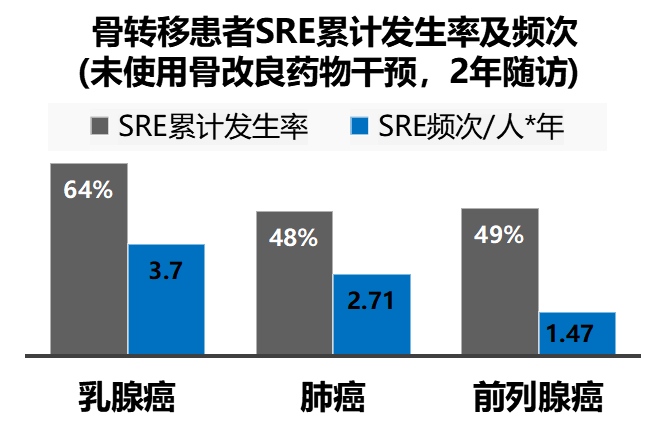 骨转移患者SRE累计发生率及频次
(未使用骨改良药物干预，2年随访)
SRE累计发生率 SRE频次/人*年
64%
3.7
48%
2.71
49%
1.47
乳腺癌 肺癌 前列腺癌